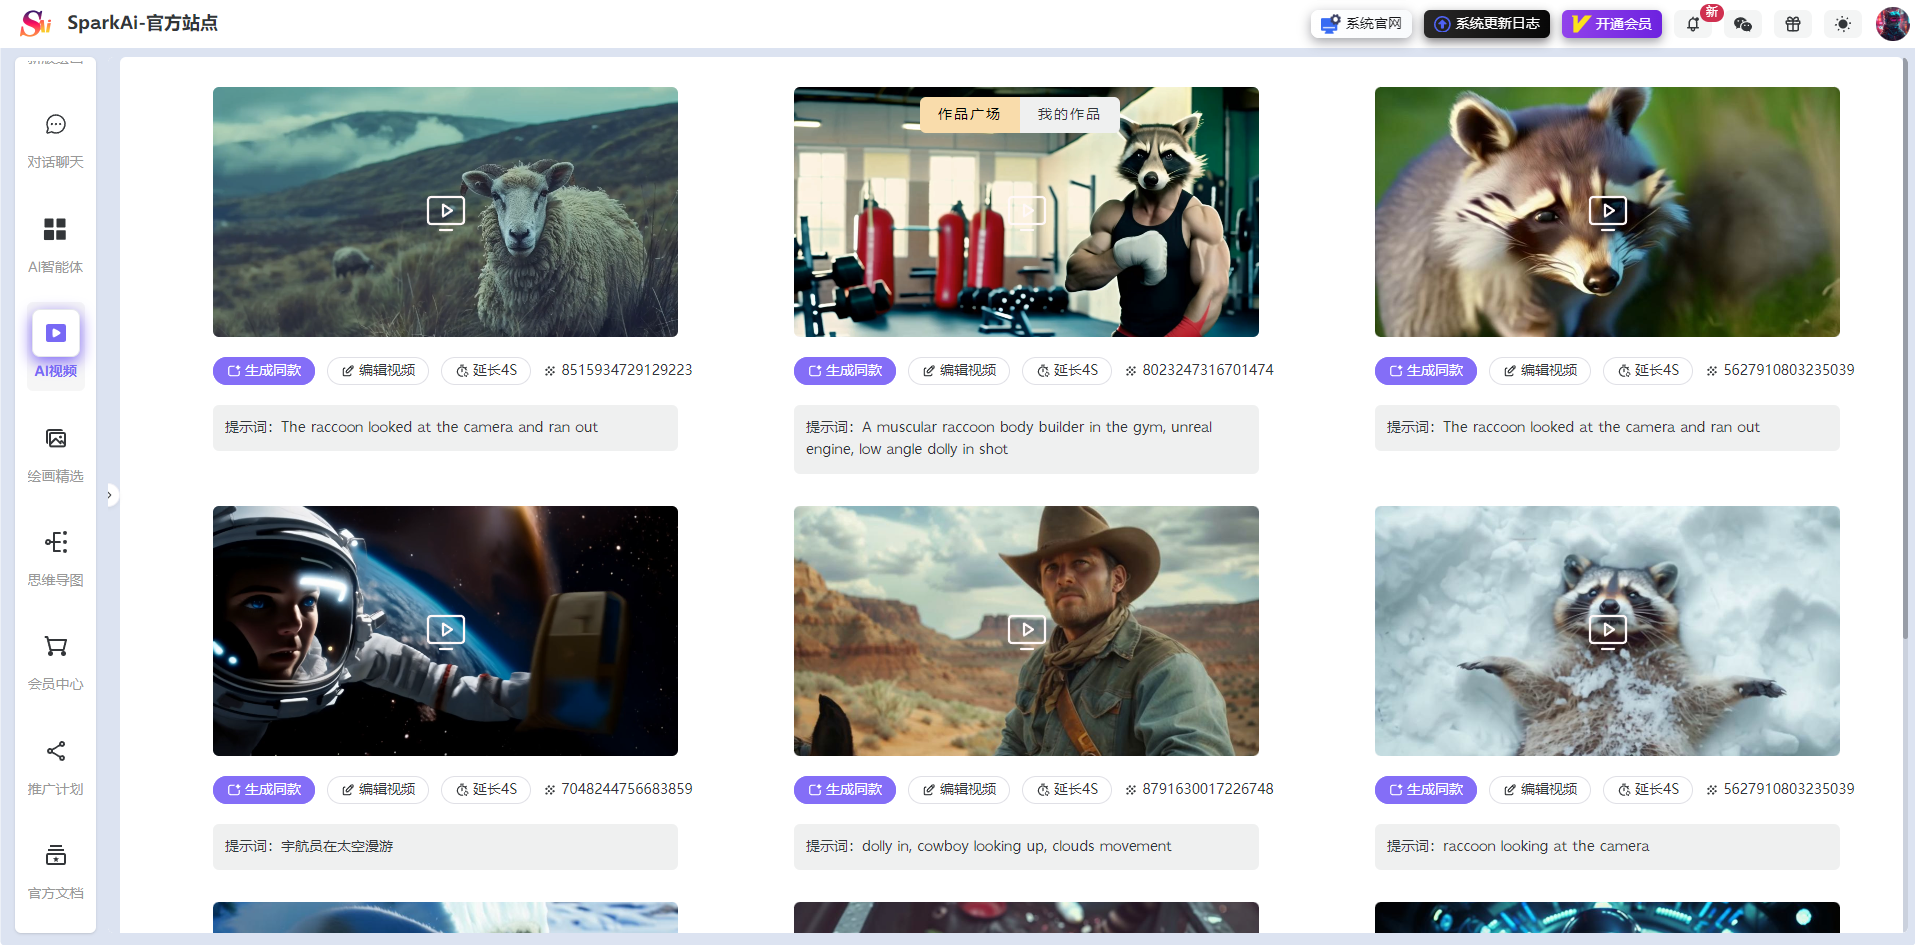 SparkAi-官方站点
系统官网
系统更新日志
开通会员
新
对话聊天
AI智能体
AI视频
绘画精选
思维导图
会员中心
推广计划
官方文档
作品广场
我的作品
生成同款
编辑视频
延长4S
8515934729129223
提示词：The raccoon looked at the camera and ran out
生成同款
编辑视频
延长4S
8023247316701474
提示词：A muscular raccoon body builder in the gym, unreal
engine, low angle dolly in shot
生成同款
编辑视频
延长4S
5627910803235039
提示词：The raccoon looked at the camera and ran out
生成同款
编辑视频
延长4S
7048244756683859
提示词：宇航员在太空漫游
生成同款
编辑视频
延长4S
8791630017226748
提示词：dolly in, cowboy looking up, clouds movement
生成同款
编辑视频
延长4S
5627910803235039
提示词：raccoon looking at the camera